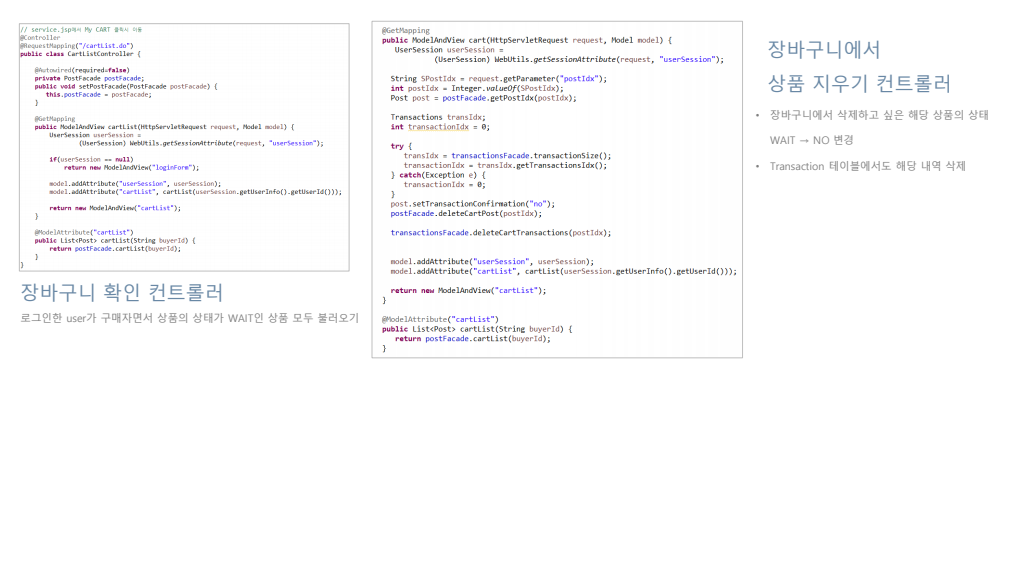 // service.jsp에서 My CART 클릭시 이동
@Controller
@RequestMapping("/cartList.do")
public class CartListController {
@Autowired(required=false)
private PostFacade postFacade;
public void setPostFacade(PostFacade postFacade) {
this.postFacade = postFacade;
}
@GetMapping
public ModelAndView cartList(HttpServletRequest request, Model model) {
UserSession userSession =
(UserSession) WebUtils.getSessionAttribute(request, "userSession");
if(userSession == null)
return new ModelAndView("loginForm");
model.addAttribute("userSession", userSession);
model.addAttribute("cartList", cartList(userSession.getUserInfo().getUserId()));
return new ModelAndView("cartList");
}
@ModelAttribute("cartList")
public List<Post> cartList(String buyerId) {
return postFacade.cartList(buyerId);
}
}
장바구니 확인 컨트롤러
로그인한 user가 구매자면서 상품의 상태가 WAIT인 상품 모두 불러오기
@GetMapping
public ModelAndView cart(HttpServletRequest request, Model model) {
UserSession userSession =
(UserSession) WebUtils.getSessionAttribute(request, "userSession");
String SPostIdx = request.getParameter("postIdx");
int postIdx = Integer.valueOf(SPostIdx);
Post post = postFacade.getPostIdx(postIdx);
Transactions transIdx;
int transactionIdx = 0;
try {
transIdx = transactionsFacade.transactionSize();
transactionIdx = transIdx.getTransactionsIdx();
} catch(Exception e) {
transactionIdx = 0;
}
post.setTransactionConfirmation("no");
postFacade.deleteCartPost(postIdx);
transactionsFacade.deleteCartTransactions(postIdx);
model.addAttribute("userSession", userSession);
model.addAttribute("cartList", cartList(userSession.getUserInfo().getUserId()));
return new ModelAndView("cartList");
}
@ModelAttribute("cartList")
public List<Post> cartList(String buyerId) {
return postFacade.cartList(buyerId);
}
장바구니에서
상품 지우기 컨트롤러
• 장바구니에서 삭제하고 싶은 해당 상품의 상태
WAIT → NO 변경
• Transaction 테이블에서도 해당 내역 삭제